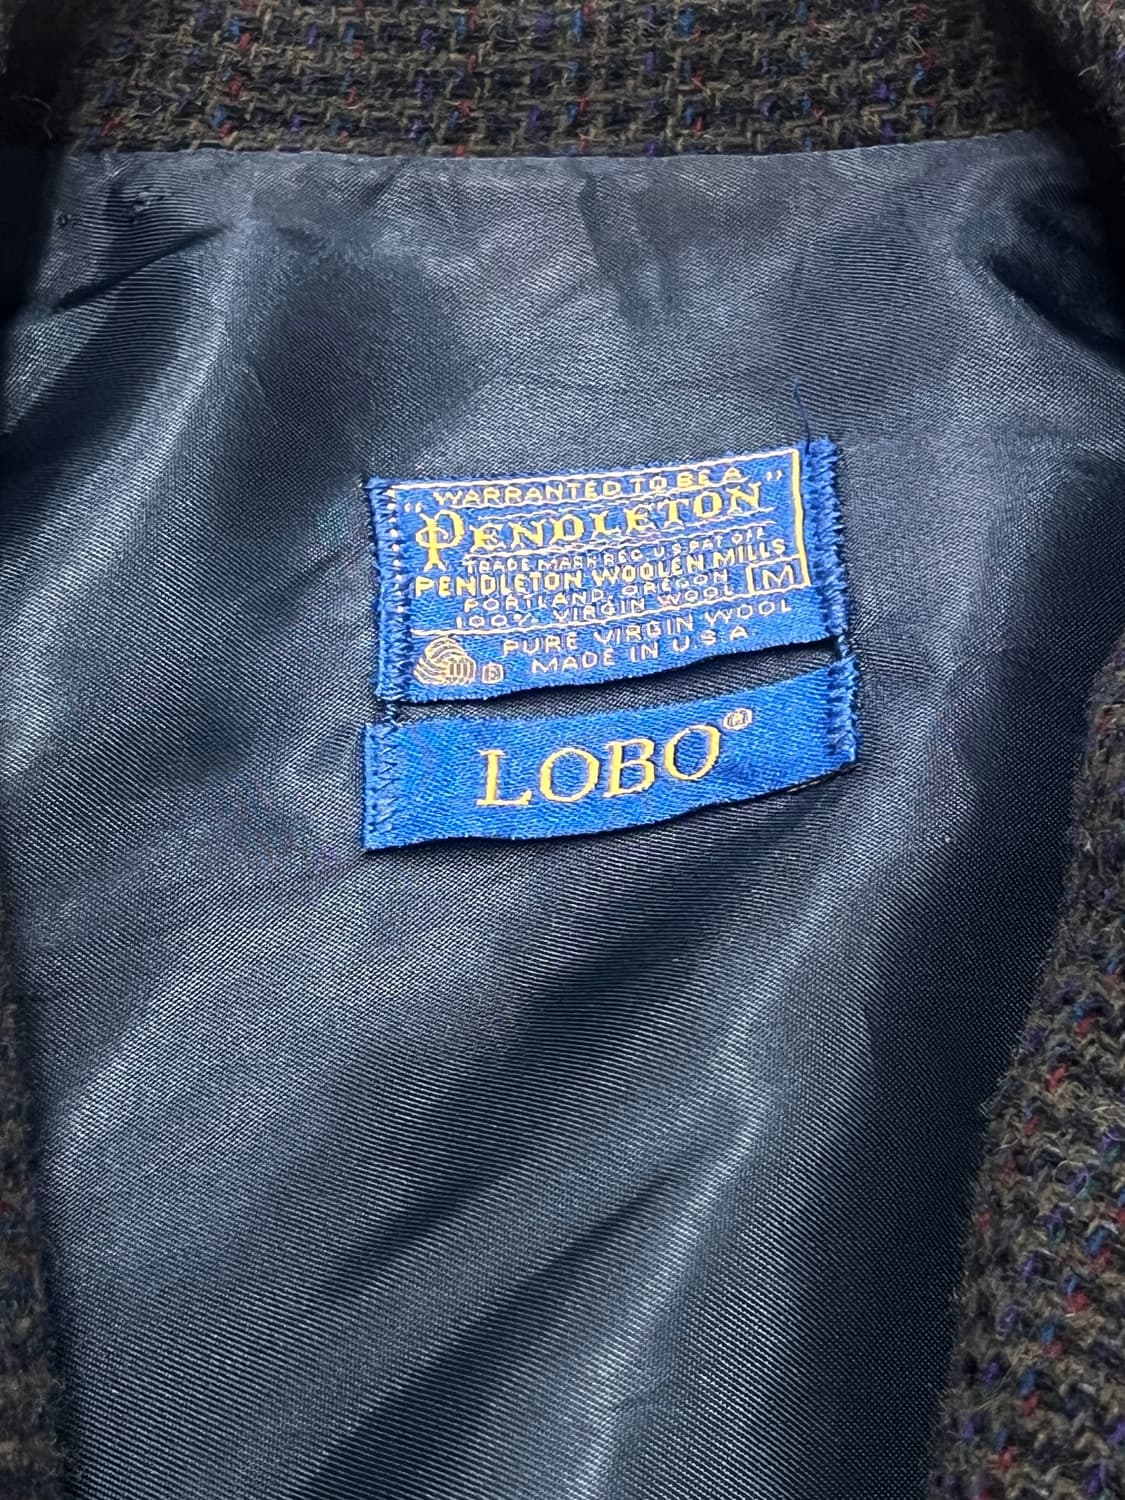 "WARRANTED TO BE A
PENDLETON"
TRADE MARK REG. U.S. PAT. OFF.
PENDLETON WOOLEN MILLS
PORTLAND, OREGON
M
100% VIRGIN WOOL
PURE VIRGIN WOOL
MADE IN U S A
LOBO®